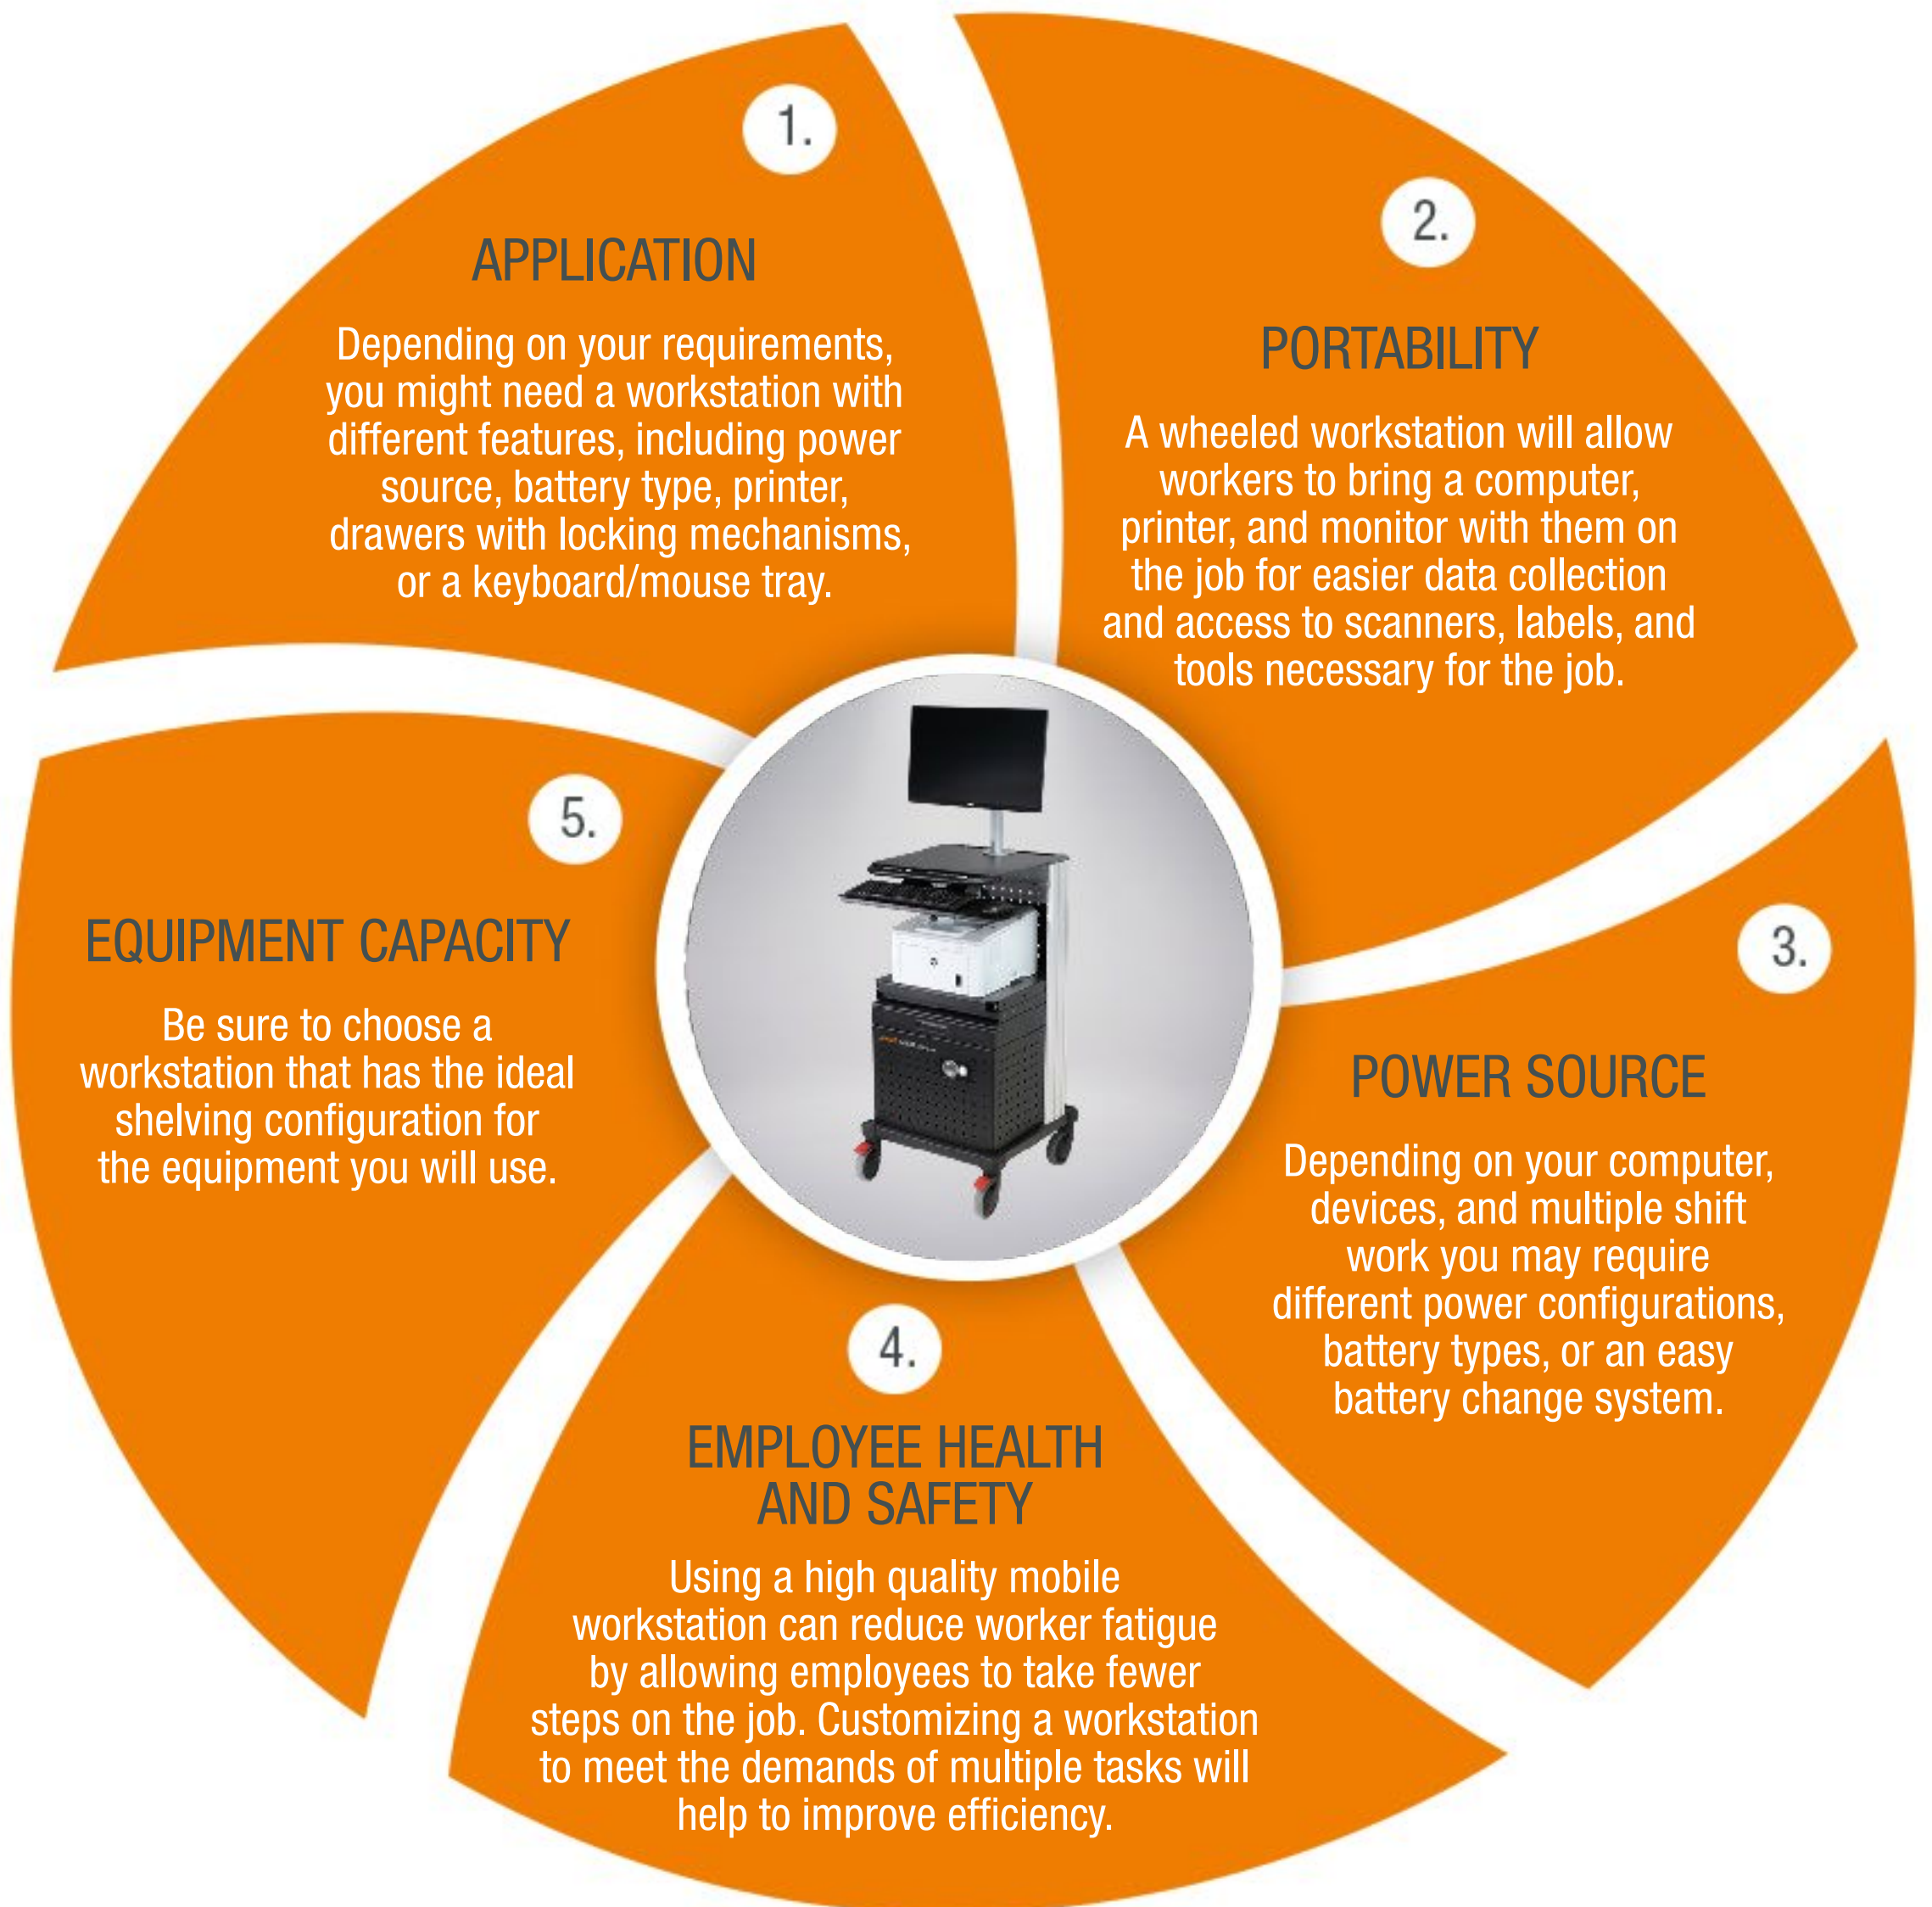 1.
APPLICATION
Depending on your requirements,
you might need a workstation with
different features, including power
source, battery type, printer,
drawers with locking mechanisms,
or a keyboard/mouse tray.
2.
PORTABILITY
A wheeled workstation will allow
workers to bring a computer,
printer, and monitor with them on
the job for easier data collection
and access to scanners, labels, and
tools necessary for the job.
3.
POWER SOURCE
Depending on your computer,
devices, and multiple shift
work you may require
different power configurations,
battery types, or an easy
battery change system.
4.
EMPLOYEE HEALTH
AND SAFETY
Using a high quality mobile
workstation can reduce worker fatigue
by allowing employees to take fewer
steps on the job. Customizing a workstation
to meet the demands of multiple tasks will
help to improve efficiency.
5.
EQUIPMENT CAPACITY
Be sure to choose a
workstation that has the ideal
shelving configuration for
the equipment you will use.